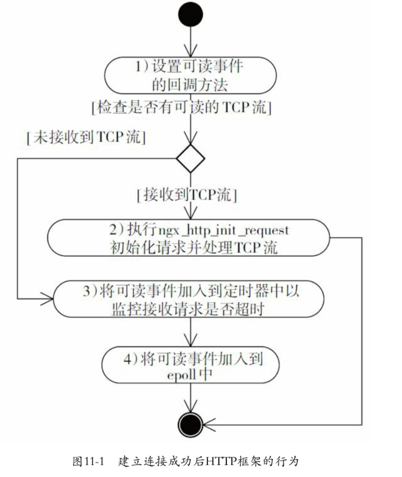 1)设置可读事件
的回调方法
[检查是否有可读的TCP流]
[未接收到TCP流]
[接收到TCP流]
2)执行ngx_http_init_request
初始化请求并处理TCP流
3)将可读事件加入到定时器中以
监控接收请求是否超时
4)将可读事件加入到
epoll中
图11-1 建立连接成功后HTTP框架的行为